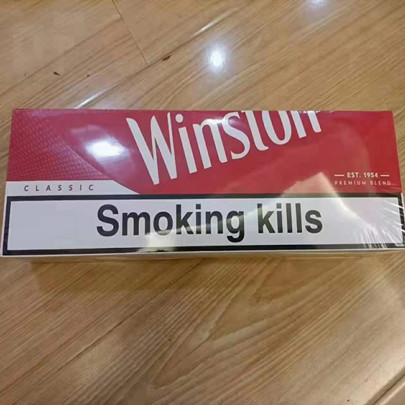 Winston
— EST. 1954 —
PREMIUM BLEND
CLASSIC
Smoking kills